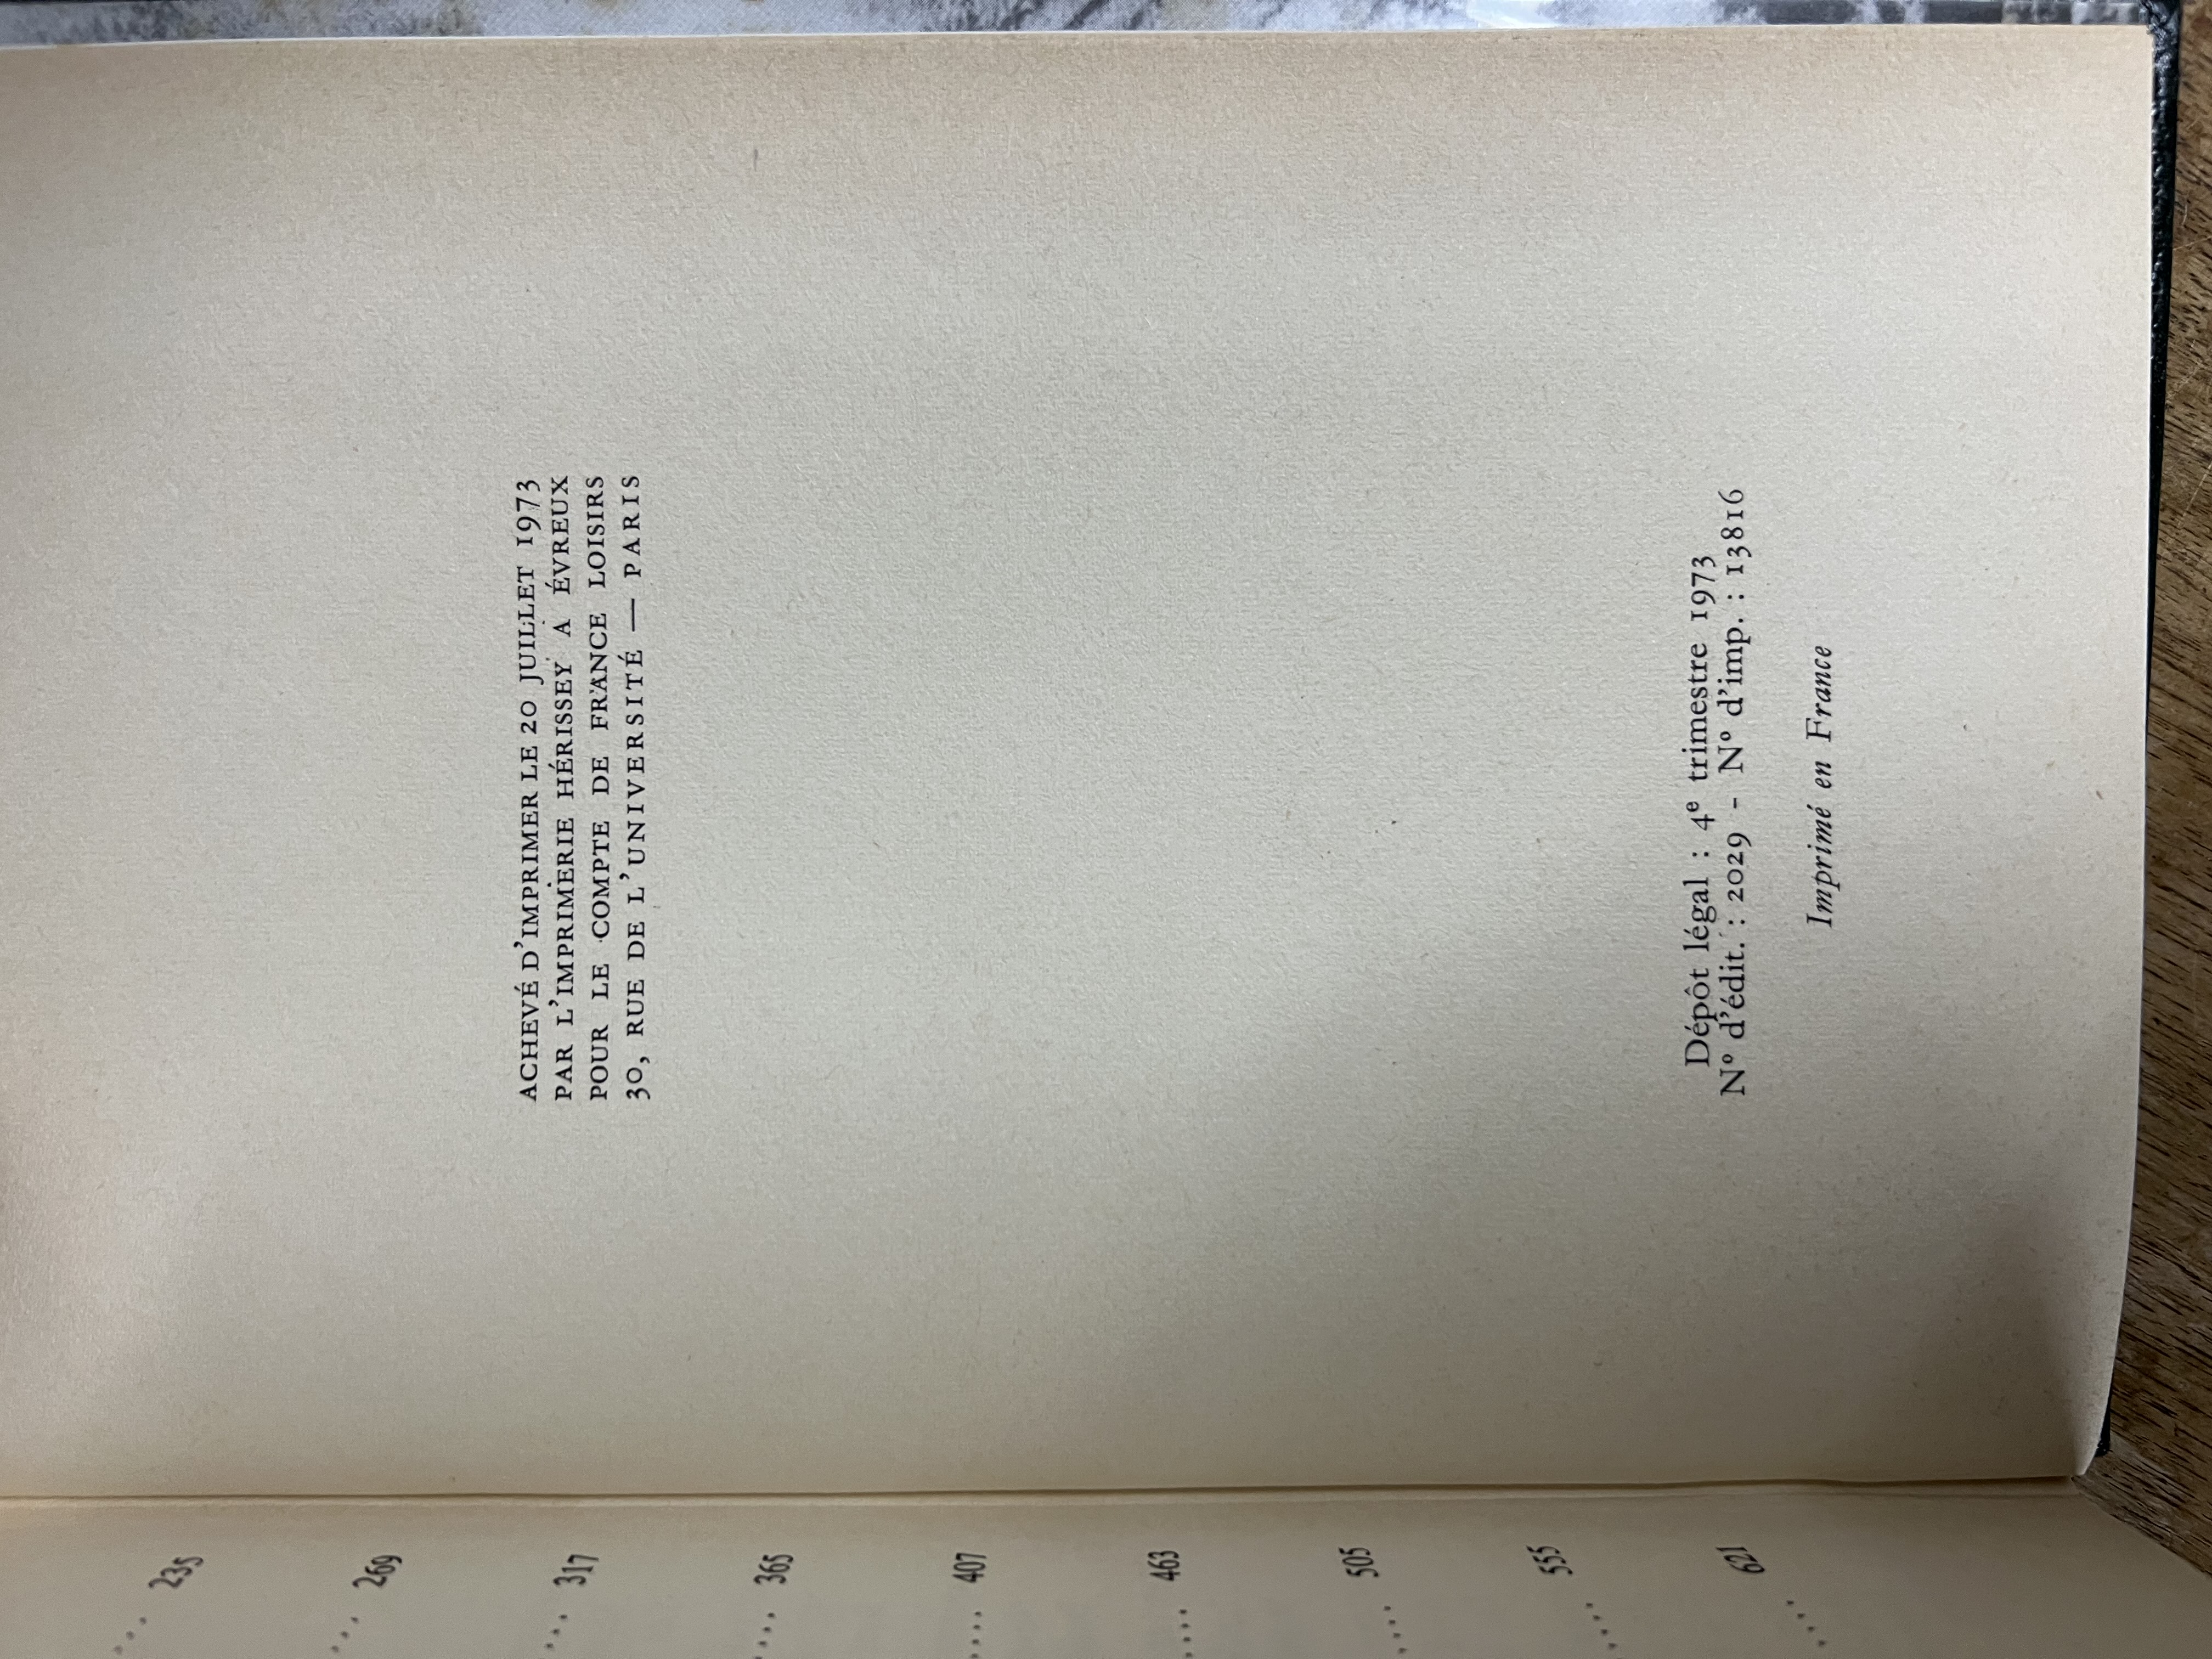 235
269
317
365
407
463
505
555
621
ACHEVÉ D'IMPRIMER LE 20 JUILLET 1973
PAR L'IMPRIMERIE HÉRISSEY A ÉVREUX
POUR LE COMPTE DE FRANCE LOISIRS
30, RUE DE L'UNIVERSITÉ — PARIS
Dépôt légal : 4e trimestre 1973
N° d'édit. : 2029 - N° d'imp. : 13816
Imprimé en France